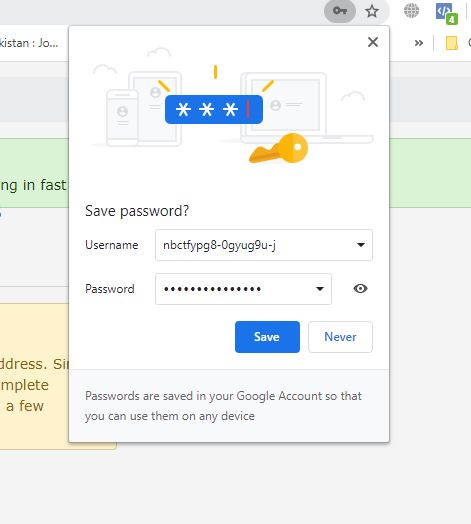 4
kistan : Jo...
»
ng in fast
* * * |
Save password?
Username nbctfypg8-0gyug9u-j
Password •••••••••••••••
Save Never
ddress. Si
mplete
a few
Passwords are saved in your Google Account so that
you can use them on any device